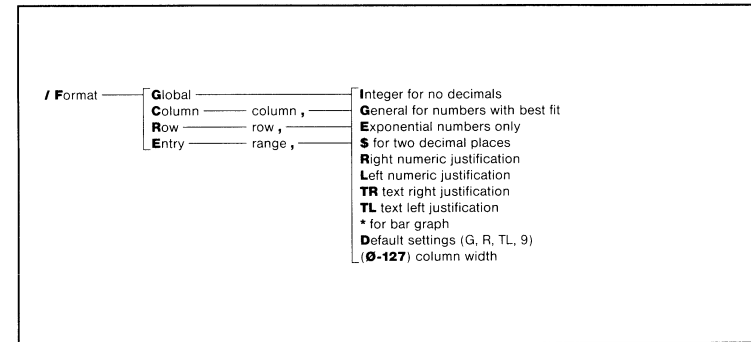 / Format Global Integer for no decimals
Column column , General for numbers with best fit
Row row , Exponential numbers only
Entry range , $ for two decimal places
Right numeric justification
Left numeric justification
TR text right justification
TL text left justification
* for bar graph
Default settings (G, R, TL, 9)
(Ø-127) column width